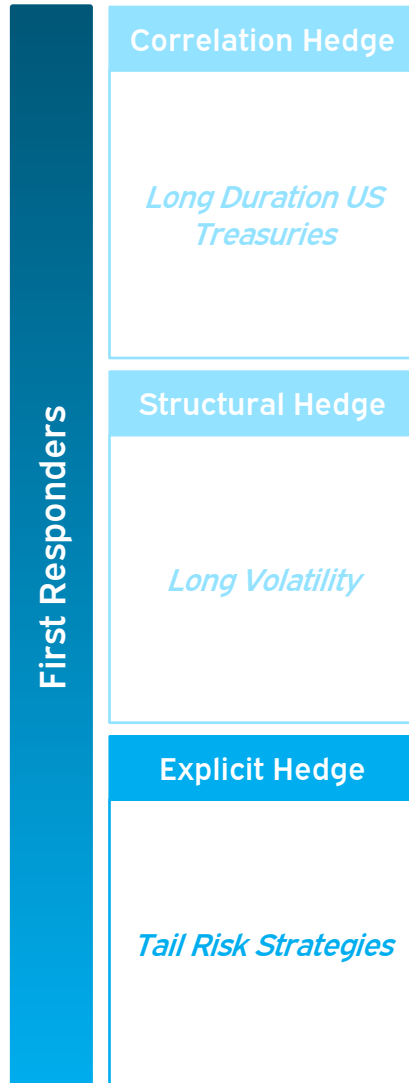 First Responders
Correlation Hedge
Long Duration US
Treasuries
Structural Hedge
Long Volatility
Explicit Hedge
Tail Risk Strategies